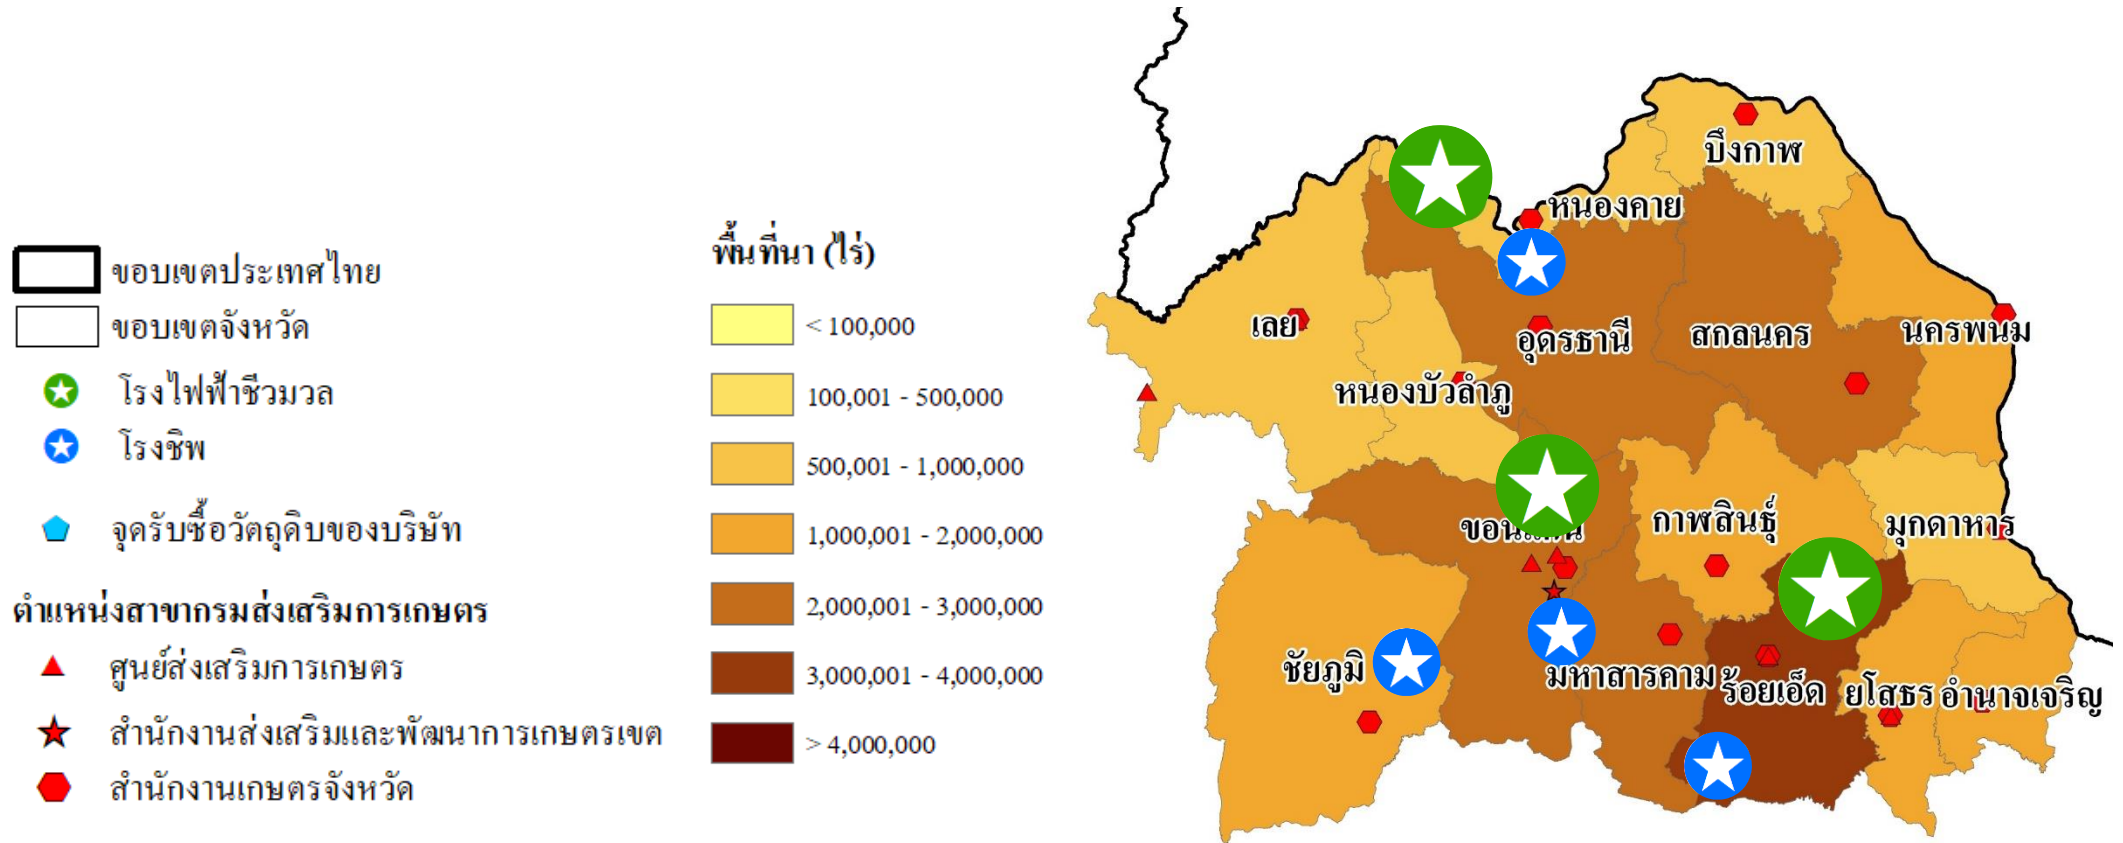 ขอบเขตประเทศไทย
ขอบเขตจังหวัด
โรงไฟฟ้าชีวมวล
โรงชิพ
จุดรับซื้อวัตถุดิบของบริษัท
ตำแหน่งสาขากรมส่งเสริมการเกษตร
ศูนย์ส่งเสริมการเกษตร
สำนักงานส่งเสริมและพัฒนาการเกษตรเขต
สำนักงานเกษตรจังหวัด
พื้นที่นา (ไร่)
< 100,000
100,001 - 500,000
500,001 - 1,000,000
1,000,001 - 2,000,000
2,000,001 - 3,000,000
3,000,001 - 4,000,000
> 4,000,000
บึงกาฬ
หนองคาย
เลย
อุดรธานี
สกลนคร
นครพนม
หนองบัวลำภู
ขอนแก่น
กาฬสินธุ์
มุกดาหาร
ชัยภูมิ
มหาสารคาม
ร้อยเอ็ด
ยโสธร
อำนาจเจริญ